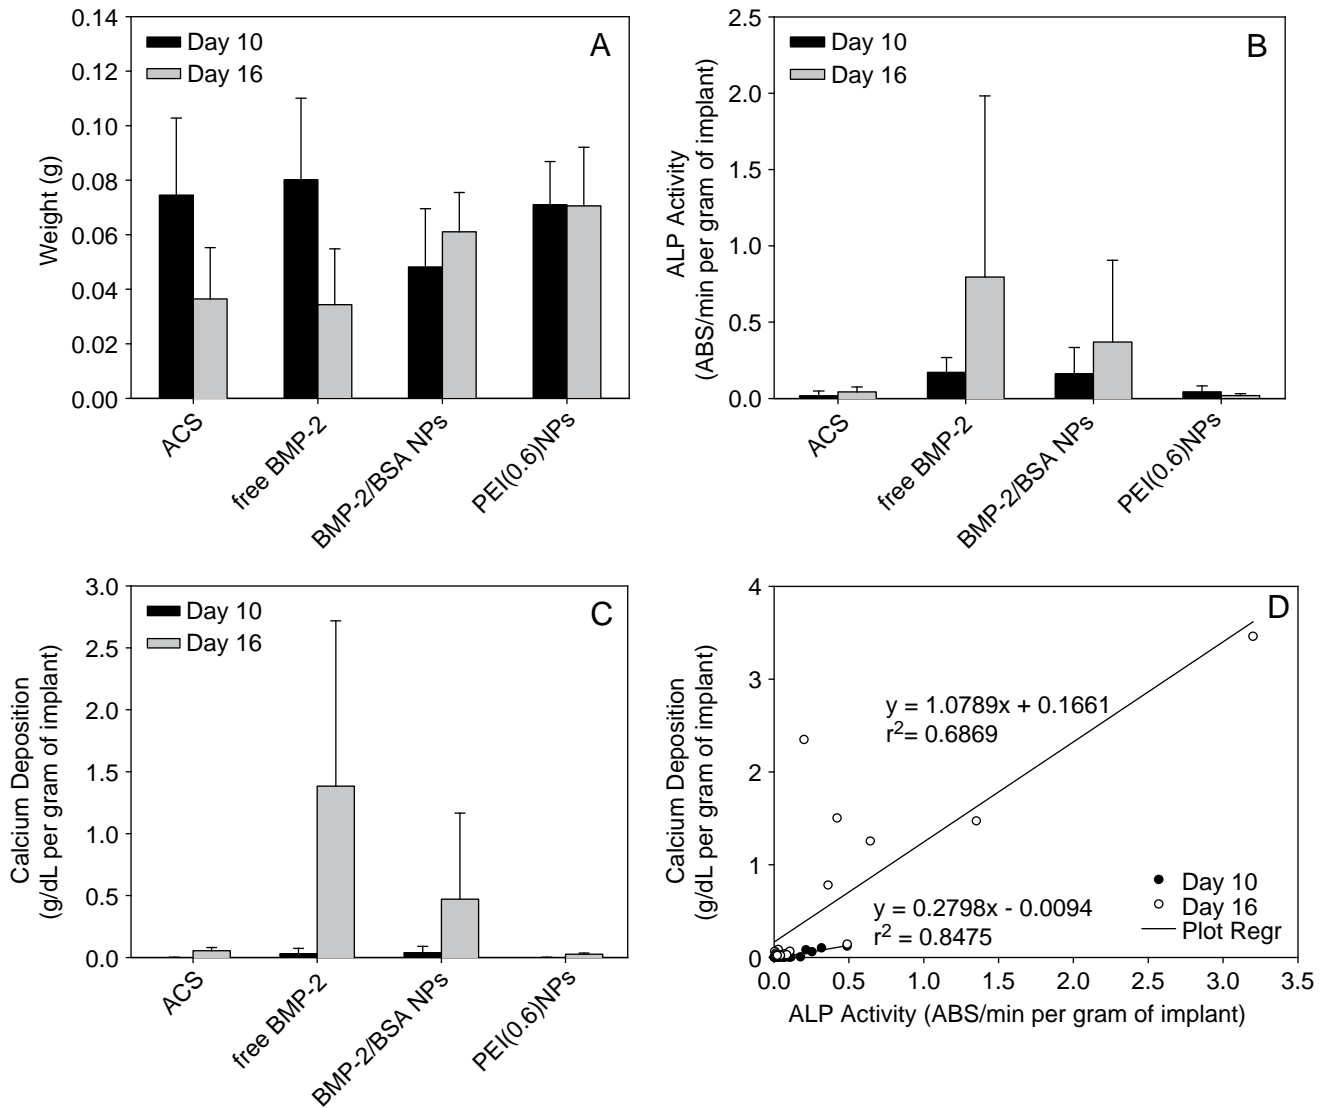 A
Day 10
Day 16
0.14
0.12
0.10
0.08
0.06
0.04
0.02
0.00
Weight (g)
ACS
free BMP-2
BMP-2/BSA NPs
PEI(0.6)NPs
B
Day 10
Day 16
2.5
2.0
1.5
1.0
0.5
0.0
ALP Activity
(ABS/min per gram of implant)
ACS
free BMP-2
BMP-2/BSA NPs
PEI(0.6)NPs
C
Day 10
Day 16
3.0
2.5
2.0
1.5
1.0
0.5
0.0
Calcium Deposition
(g/dL per gram of implant)
ACS
free BMP-2
BMP-2/BSA NPs
PEI(0.6)NPs
D
4
3
2
1
0
Calcium Deposition
(g/dL per gram of implant)
y = 1.0789x + 0.1661
r2= 0.6869
y = 0.2798x - 0.0094
r2 = 0.8475
Day 10
Day 16
Plot Regr
0.0 0.5 1.0 1.5 2.0 2.5 3.0 3.5
ALP Activity (ABS/min per gram of implant)